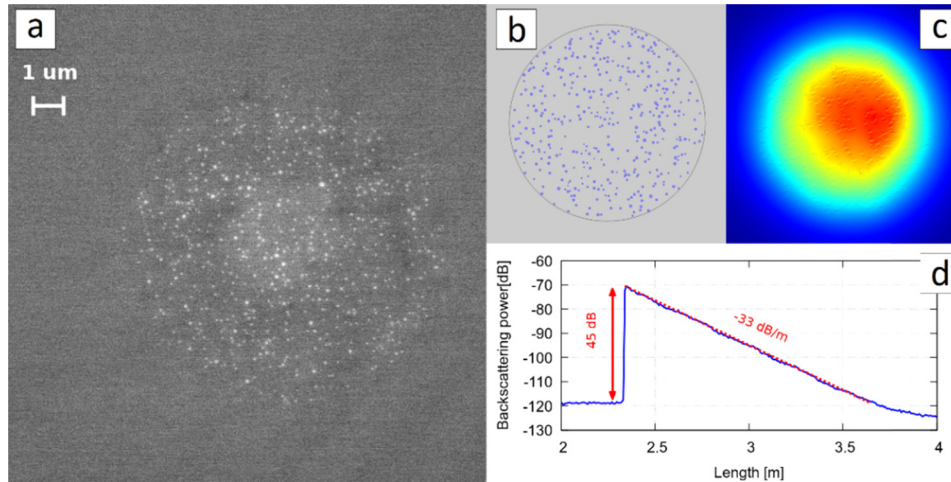 a
1 um
b
c
d
Backscattering power[dB]
-60
-70
-80
-90
-100
-110
-120
-130
45 dB
-33 dB/m
2
2.5
3
3.5
4
Length [m]